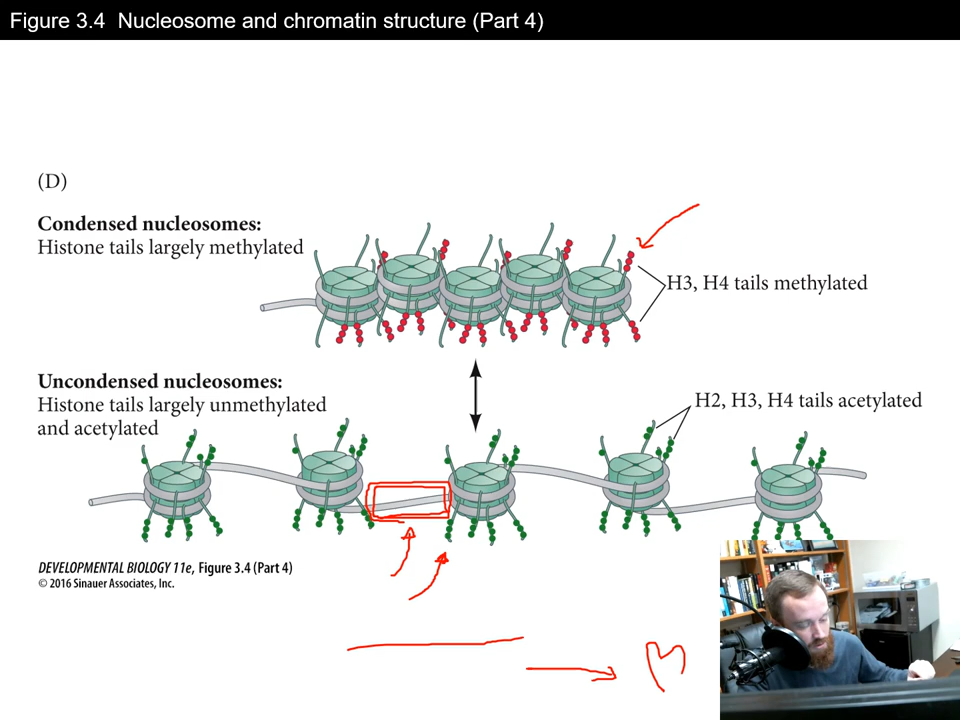 Figure 3.4 Nucleosome and chromatin structure (Part 4)
(D)
Condensed nucleosomes:
Histone tails largely methylated
H3, H4 tails methylated
Uncondensed nucleosomes:
Histone tails largely unmethylated
and acetylated
H2, H3, H4 tails acetylated
DEVELOPMENTAL BIOLOGY 11e, Figure 3.4 (Part 4)
© 2016 Sinauer Associates, Inc.